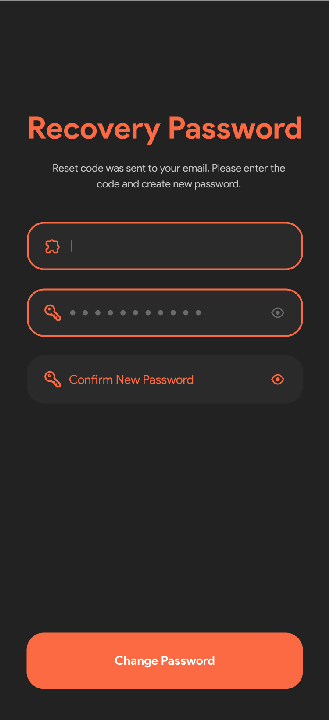 Recovery Password
Reset code was sent to your email. Please enter the
code and create new password.
Confirm New Password
Change Password